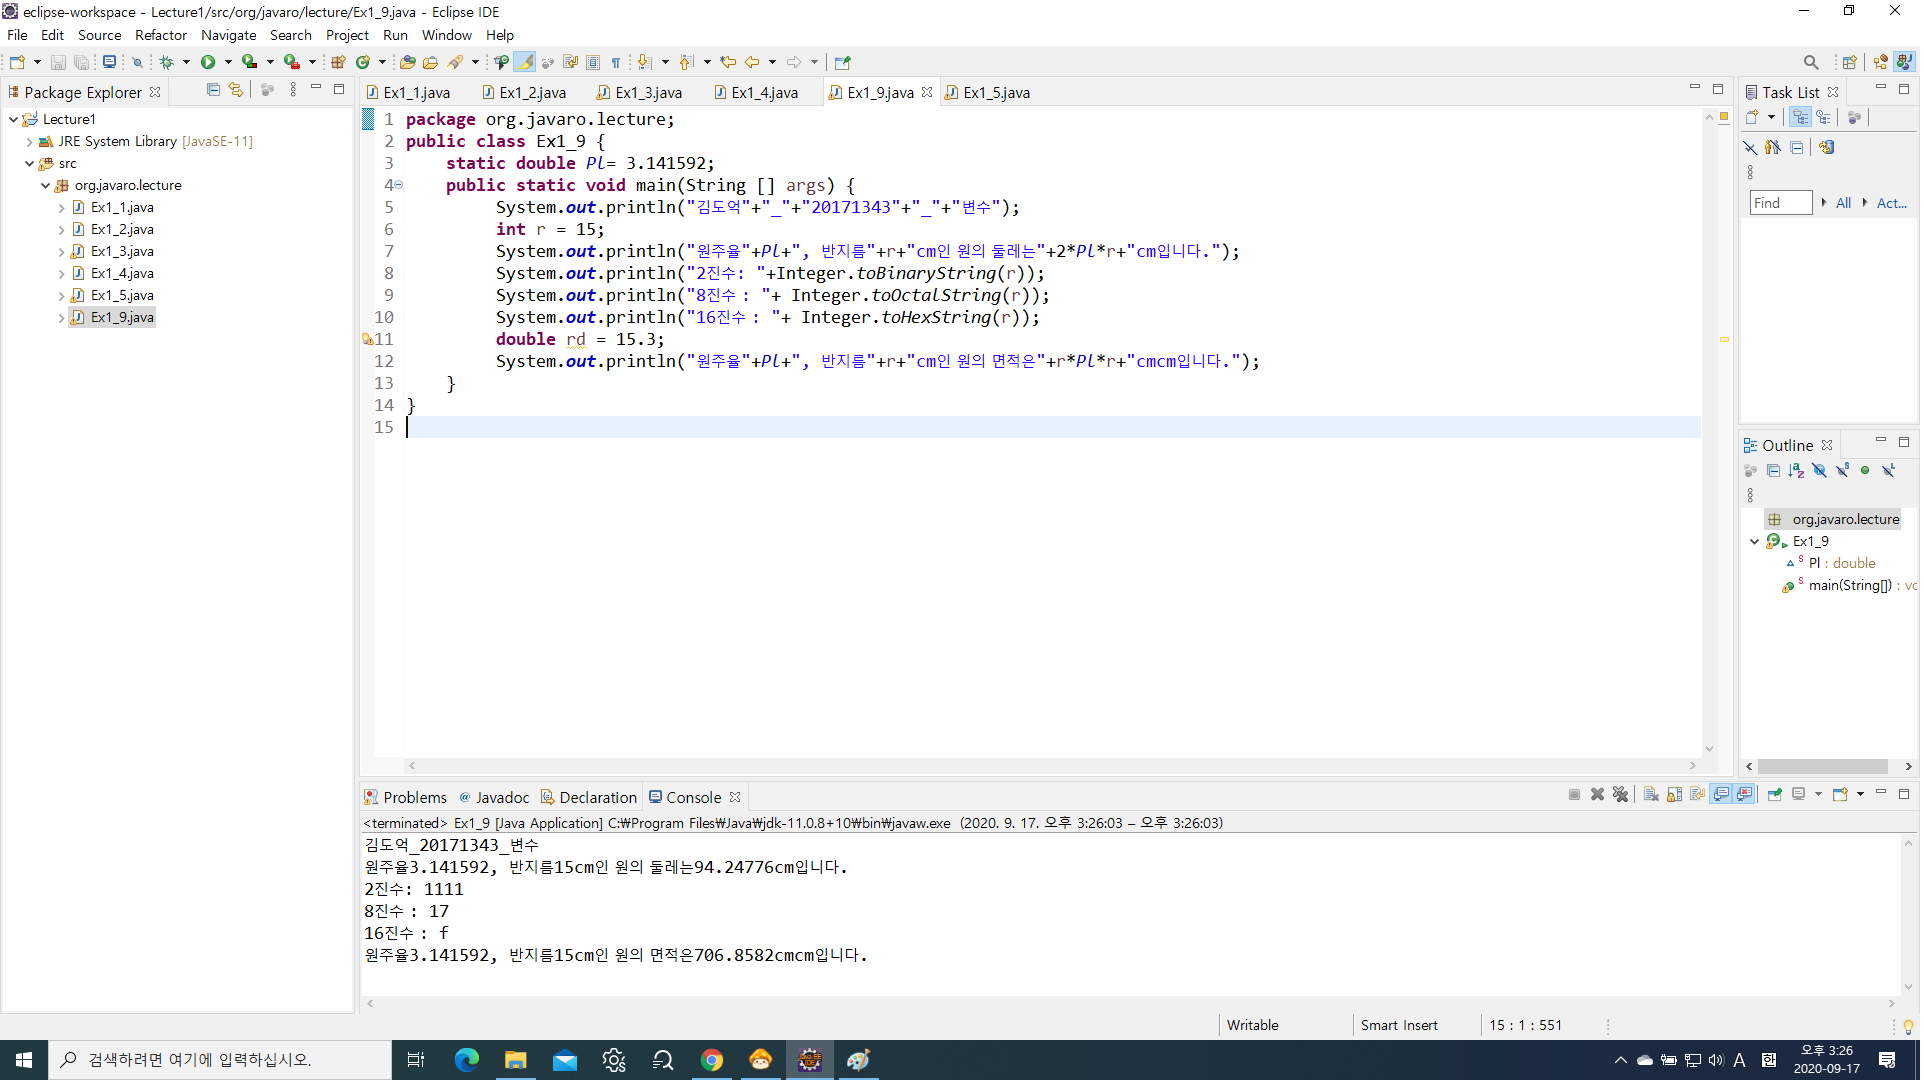 eclipse-workspace - Lecture1/src/org/javaro/lecture/Ex1_9.java - Eclipse IDE
File Edit Source Refactor Navigate Search Project Run Window Help
Package Explorer
Lecture1
JRE System Library [JavaSE-11]
src
org.javaro.lecture
Ex1_1.java
Ex1_2.java
Ex1_3.java
Ex1_4.java
Ex1_5.java
Ex1_9.java
Ex1_1.java Ex1_2.java Ex1_3.java Ex1_4.java Ex1_9.java Ex1_5.java
1 package org.javaro.lecture;
2 public class Ex1_9 {
3 static double Pl= 3.141592;
4 public static void main(String [] args) {
5 System.out.println("김도억"+"_"+"20171343"+"_"+"변수");
6 int r = 15;
7 System.out.println("원주율"+Pl+", 반지름"+r+"cm인 원의 둘레는"+2*Pl*r+"cm입니다.");
8 System.out.println("2진수: "+Integer.toBinaryString(r));
9 System.out.println("8진수 : "+ Integer.toOctalString(r));
10 System.out.println("16진수 : "+ Integer.toHexString(r));
11 double rd = 15.3;
12 System.out.println("원주율"+Pl+", 반지름"+r+"cm인 원의 면적은"+r*Pl*r+"cmcm입니다.");
13 }
14 }
15
Task List
Find All Act...
Outline
org.javaro.lecture
Ex1_9
Pl : double
main(String[]) : vo
Problems Javadoc Declaration Console
<terminated> Ex1_9 [Java Application] C:₩Program Files₩Java₩jdk-11.0.8+10₩bin₩javaw.exe (2020. 9. 17. 오후 3:26:03 – 오후 3:26:03)
김도억_20171343_변수
원주율3.141592, 반지름15cm인 원의 둘레는94.24776cm입니다.
2진수: 1111
8진수 : 17
16진수 : f
원주율3.141592, 반지름15cm인 원의 면적은706.8582cmcm입니다.
Writable Smart Insert 15 : 1 : 551
검색하려면 여기에 입력하십시오.
A 한 오후 3:26
2020-09-17